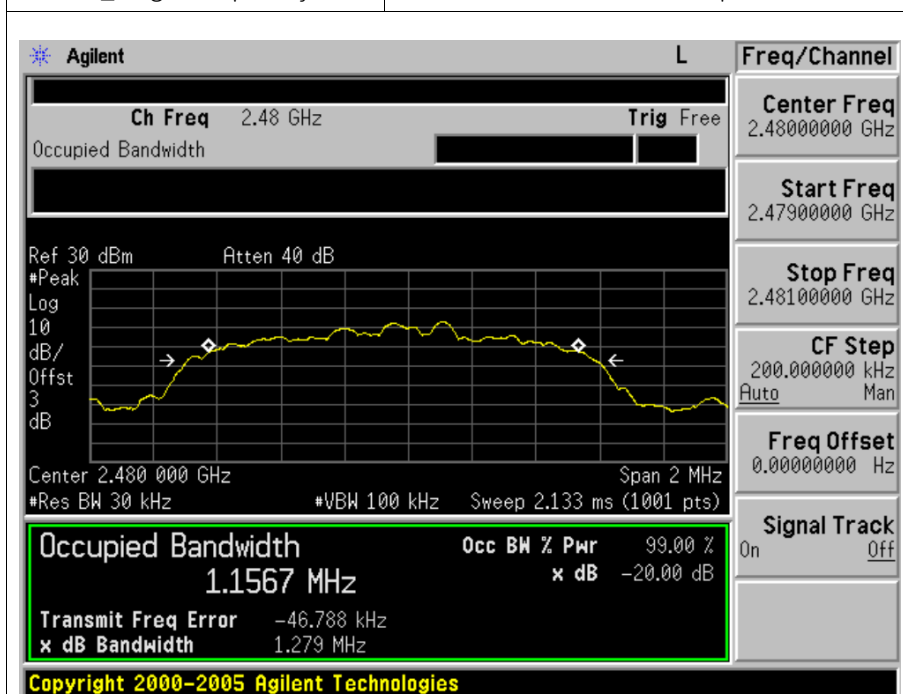 Agilent L Freq/Channel
Ch Freq 2.48 GHz Trig Free
Occupied Bandwidth
Center Freq
2.48000000 GHz
Start Freq
2.47900000 GHz
Stop Freq
2.48100000 GHz
CF Step
200.000000 kHz
Auto Man
Freq Offset
0.00000000 Hz
Signal Track
On Off
Ref 30 dBm Atten 40 dB
#Peak
Log
10
dB/
Offst
3
dB
Center 2.480 000 GHz Span 2 MHz
#Res BW 30 kHz #VBW 100 kHz Sweep 2.133 ms (1001 pts)
Occupied Bandwidth Occ BW % Pwr 99.00 %
1.1567 MHz x dB -20.00 dB
Transmit Freq Error -46.788 kHz
x dB Bandwidth 1.279 MHz
Copyright 2000-2005 Agilent Technologies